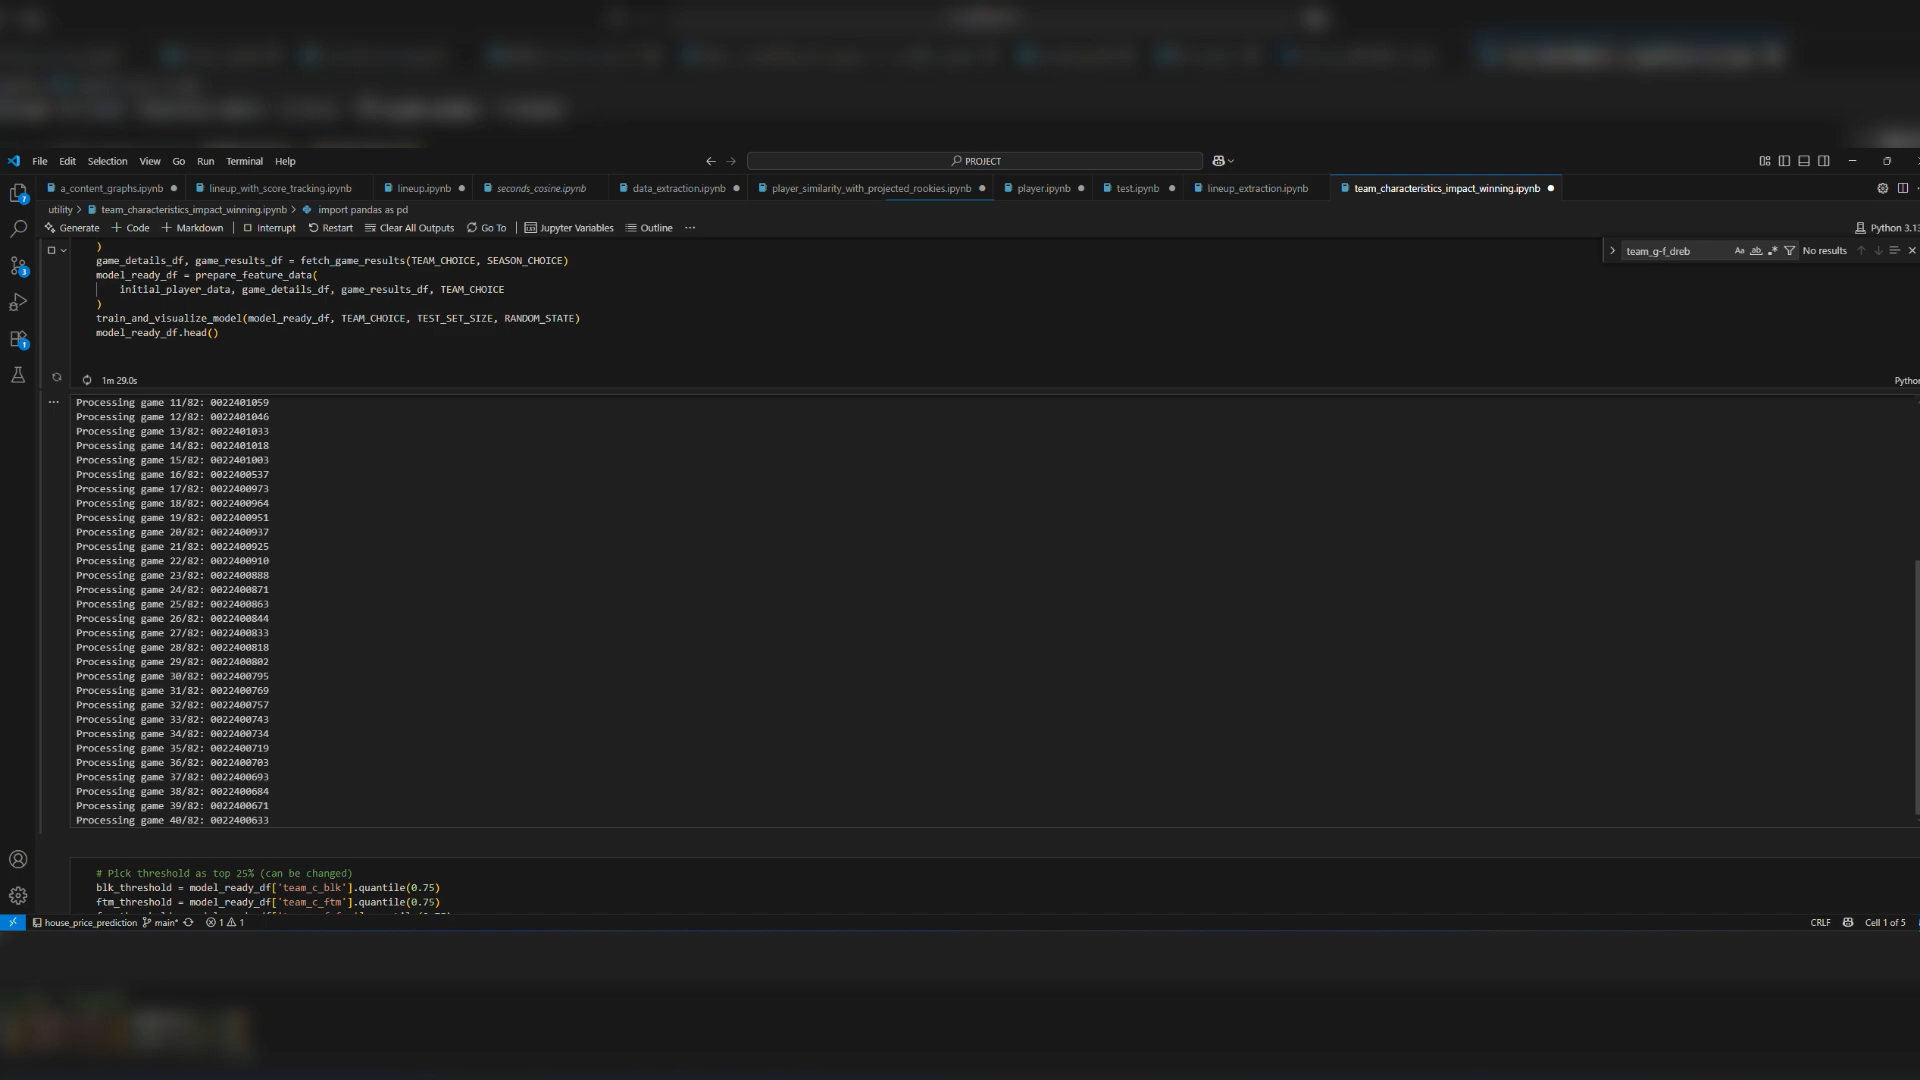 File Edit Selection View Go Run Terminal Help
PROJECT
a_content_graphs.ipynb lineup_with_score_tracking.ipynb lineup.ipynb seconds_cosine.ipynb data_extraction.ipynb player_similarity_with_projected_rookies.ipynb player.ipynb test.ipynb lineup_extraction.ipynb team_characteristics_impact_winning.ipynb
utility > team_characteristics_impact_winning.ipynb > import pandas as pd
Generate + Code + Markdown Interrupt Restart Clear All Outputs Go To Jupyter Variables Outline ...
Python 3.13
team_g-f_dreb Aa ab .* No results
)
game_details_df, game_results_df = fetch_game_results(TEAM_CHOICE, SEASON_CHOICE)
model_ready_df = prepare_feature_data(
initial_player_data, game_details_df, game_results_df, TEAM_CHOICE
)
train_and_visualize_model(model_ready_df, TEAM_CHOICE, TEST_SET_SIZE, RANDOM_STATE)
model_ready_df.head()
1m 29.0s
Python
Processing game 11/82: 0022401059
Processing game 12/82: 0022401046
Processing game 13/82: 0022401033
Processing game 14/82: 0022401018
Processing game 15/82: 0022401003
Processing game 16/82: 0022400537
Processing game 17/82: 0022400973
Processing game 18/82: 0022400964
Processing game 19/82: 0022400951
Processing game 20/82: 0022400937
Processing game 21/82: 0022400925
Processing game 22/82: 0022400910
Processing game 23/82: 0022400888
Processing game 24/82: 0022400871
Processing game 25/82: 0022400863
Processing game 26/82: 0022400844
Processing game 27/82: 0022400833
Processing game 28/82: 0022400818
Processing game 29/82: 0022400802
Processing game 30/82: 0022400795
Processing game 31/82: 0022400769
Processing game 32/82: 0022400757
Processing game 33/82: 0022400743
Processing game 34/82: 0022400734
Processing game 35/82: 0022400719
Processing game 36/82: 0022400703
Processing game 37/82: 0022400693
Processing game 38/82: 0022400684
Processing game 39/82: 0022400671
Processing game 40/82: 0022400633
# Pick threshold as top 25% (can be changed)
blk_threshold = model_ready_df['team_c_blk'].quantile(0.75)
ftm_threshold = model_ready_df['team_c_ftm'].quantile(0.75)
house_price_prediction main* 1 1
CRLF Cell 1 of 5